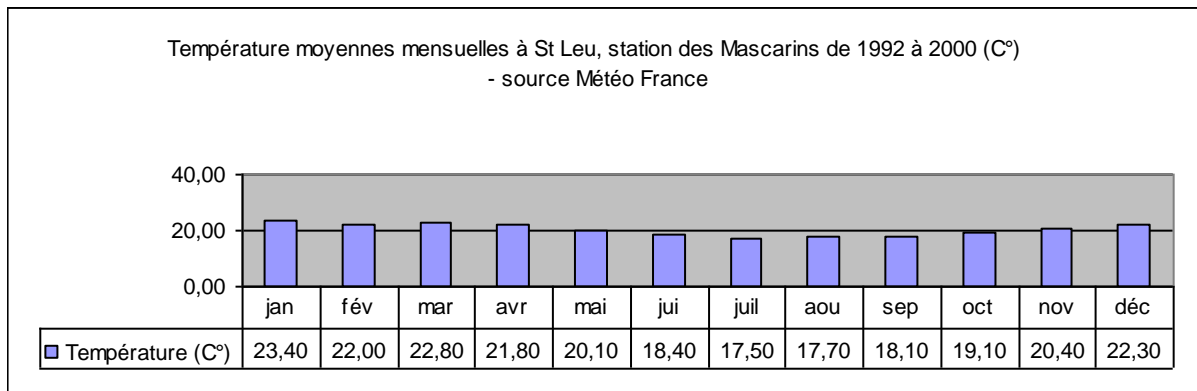 Température moyennes mensuelles à St Leu, station des Mascarins de 1992 à 2000 (C°)
- source Météo France
40,00
20,00
0,00
jan fév mar avr mai jui juil aou sep oct nov déc
Température (C°) 23,40 22,00 22,80 21,80 20,10 18,40 17,50 17,70 18,10 19,10 20,40 22,30